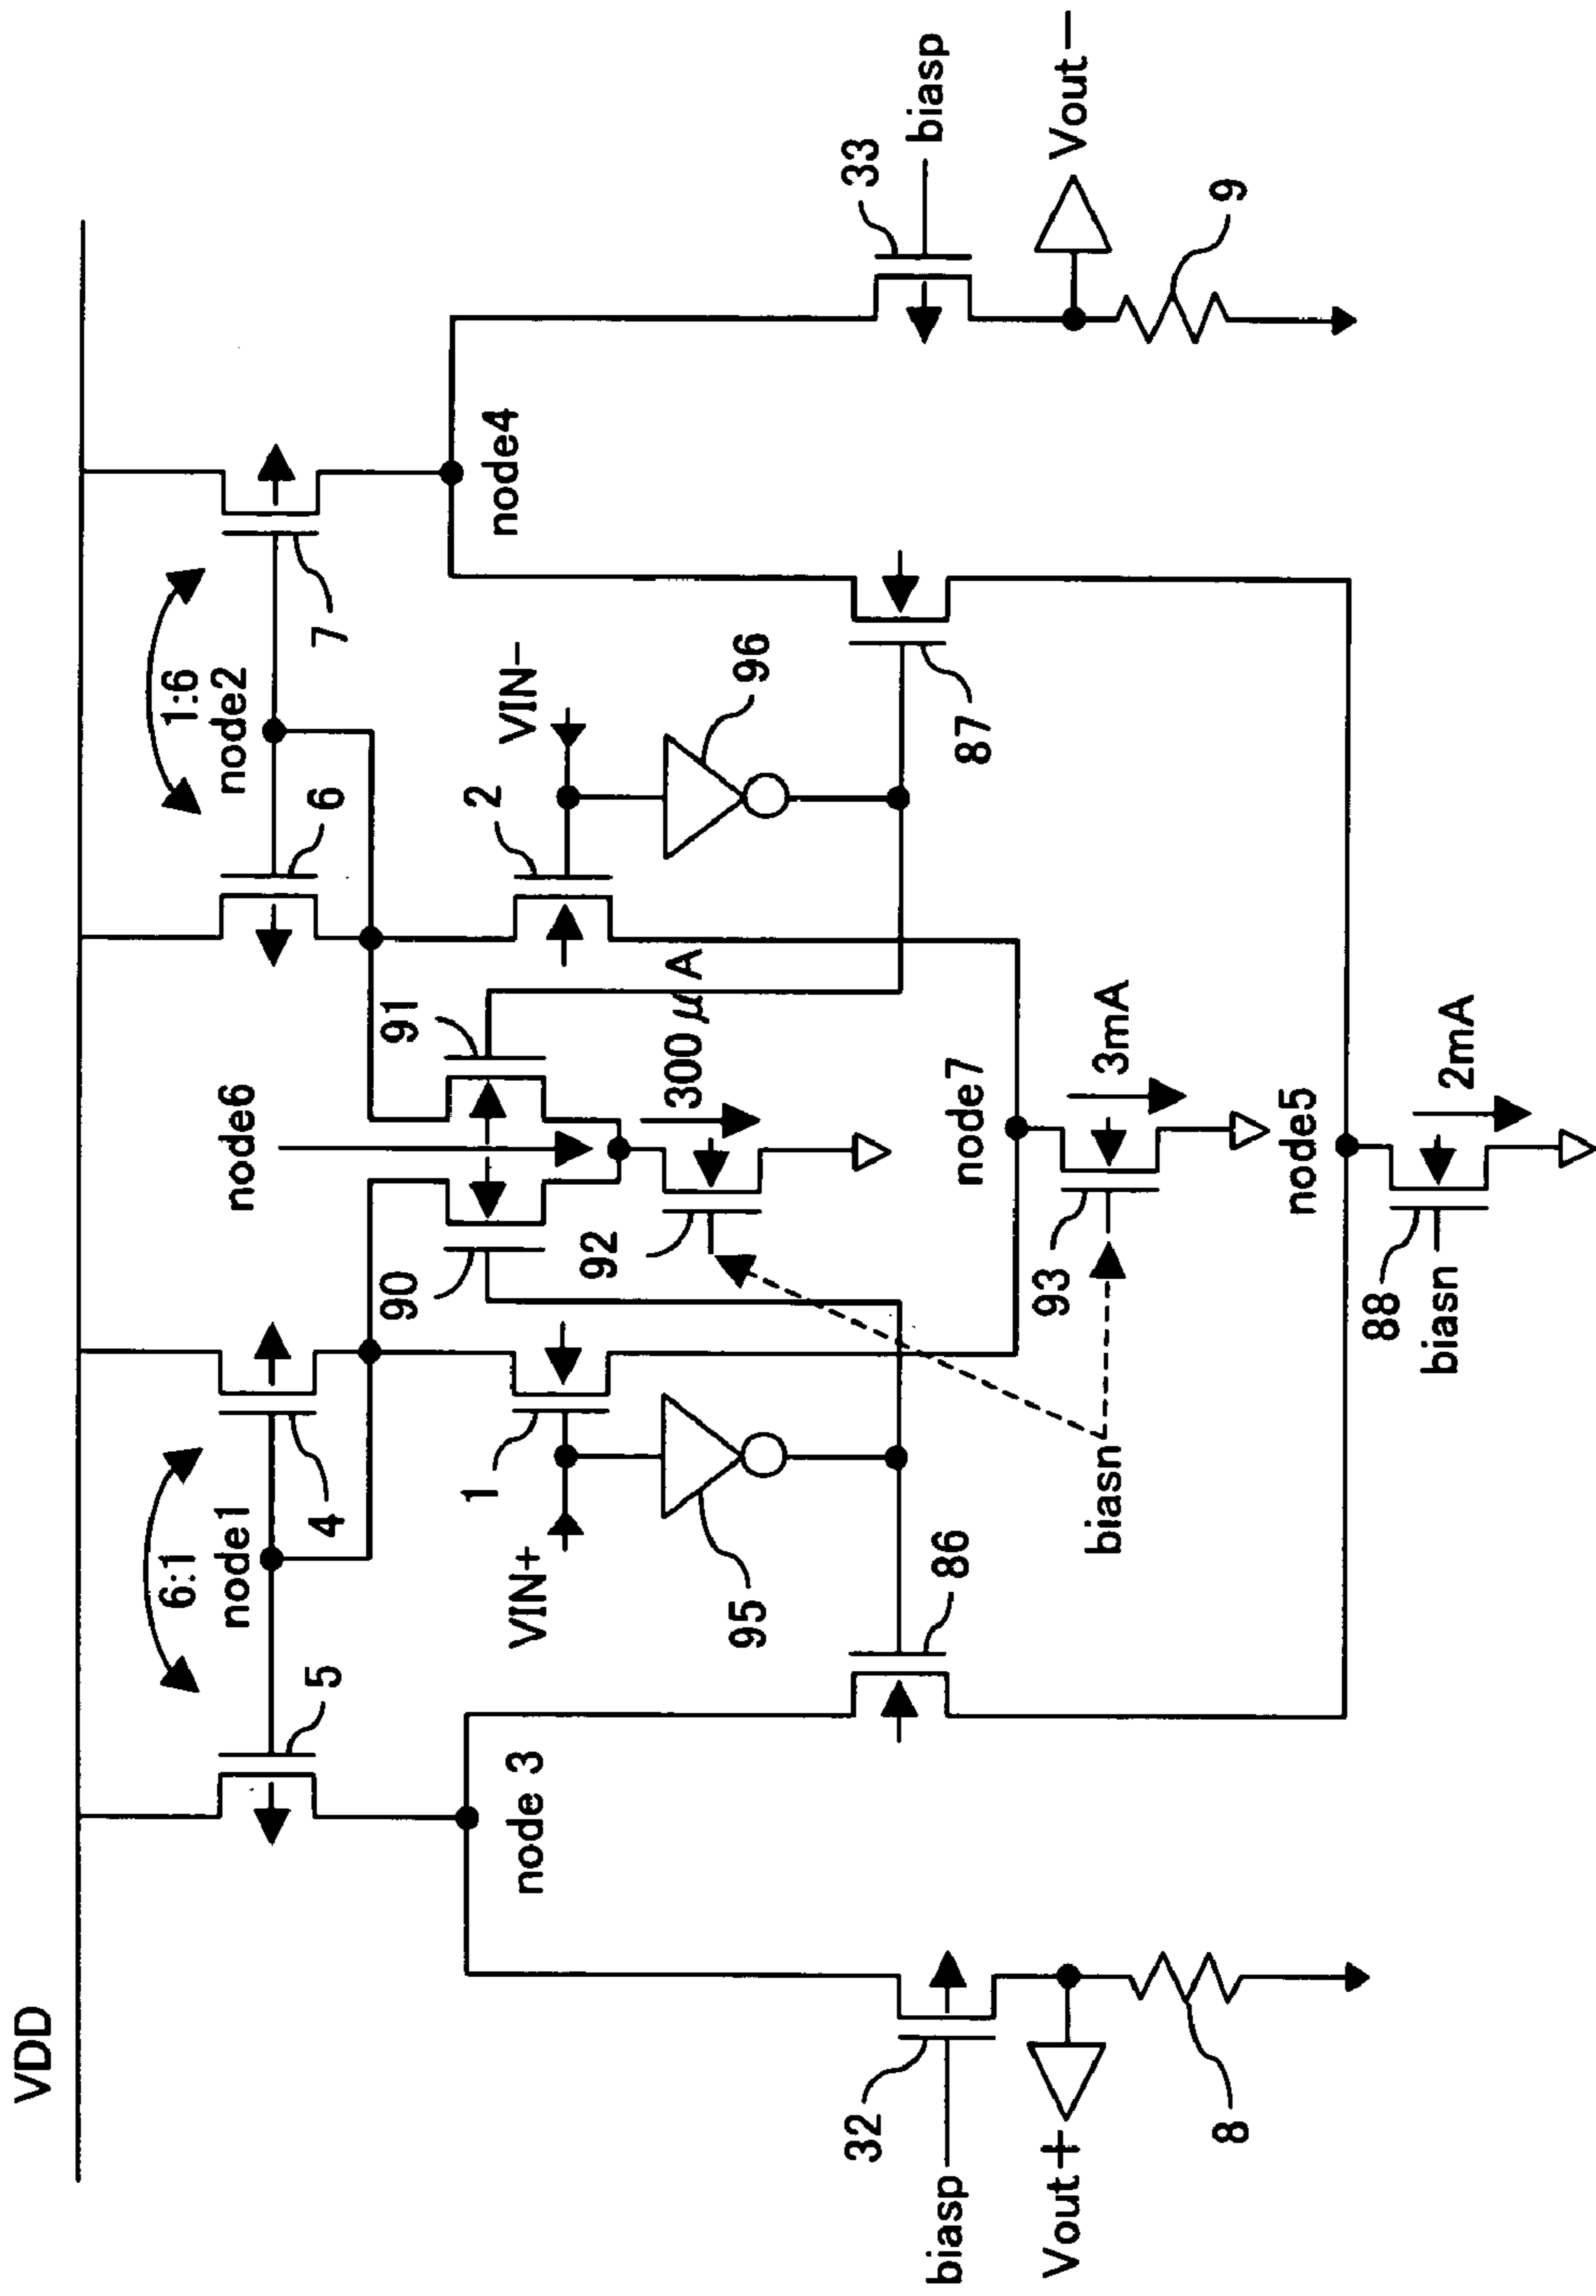 VDD
6:1
node1
5
4
node6
1:6
node2
6
7
node 3
VIN+
1
95
90
91
92
300μA
2
VIN−
96
node4
86
87
node7
biasn
93
3mA
32
biasp
Vout+
8
33
biasp
Vout−
9
node5
88
biasn
2mA